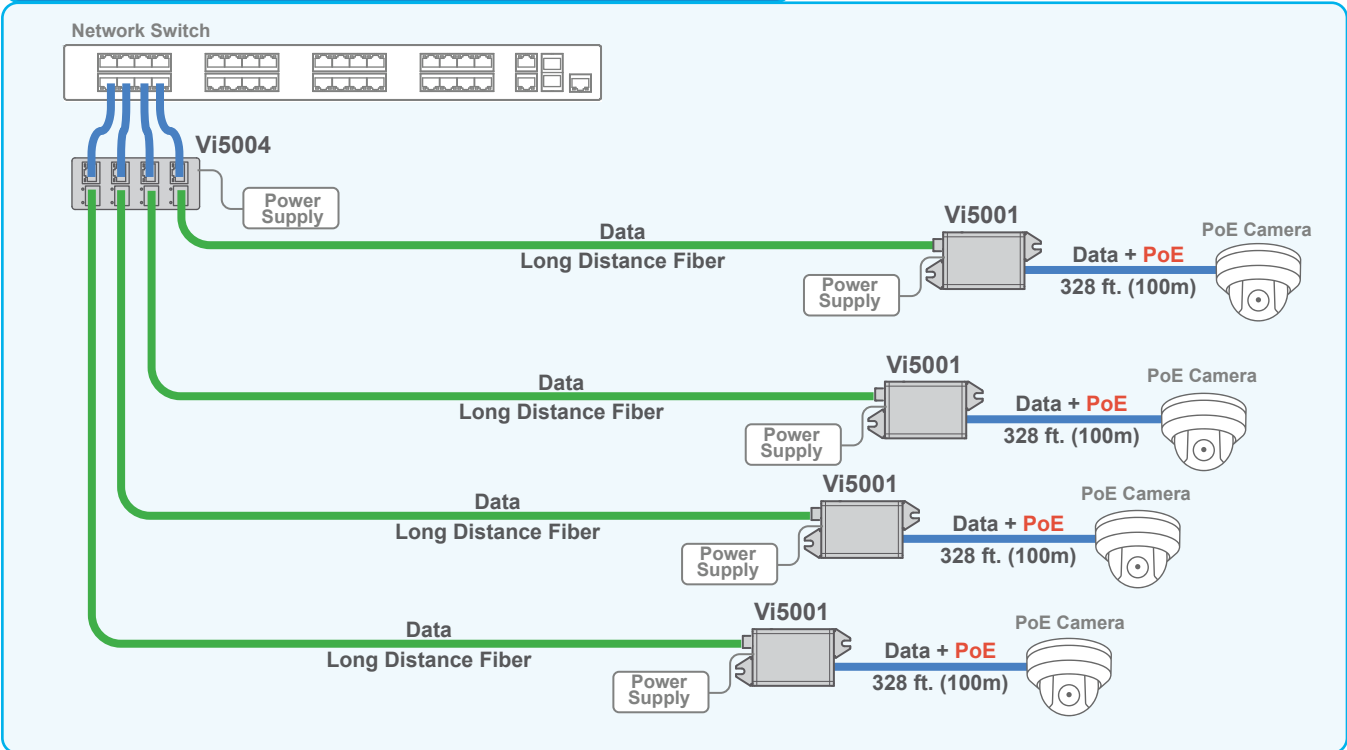 Network Switch
Vi5004
Power
Supply
Data
Long Distance Fiber
Vi5001
Power
Supply
Data + PoE
328 ft. (100m)
PoE Camera
Data
Long Distance Fiber
Vi5001
Power
Supply
Data + PoE
328 ft. (100m)
PoE Camera
Data
Long Distance Fiber
Vi5001
Power
Supply
Data + PoE
328 ft. (100m)
PoE Camera
Data
Long Distance Fiber
Vi5001
Power
Supply
Data + PoE
328 ft. (100m)
PoE Camera